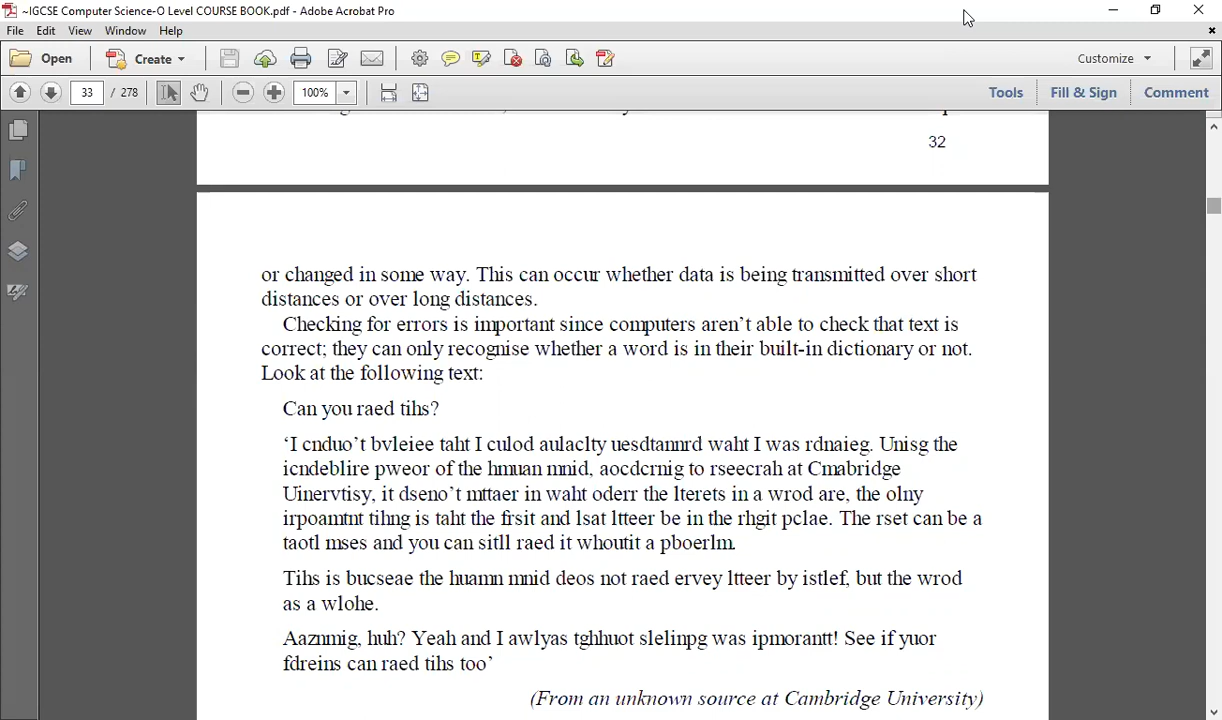 ~IGCSE Computer Science-O Level COURSE BOOK.pdf - Adobe Acrobat Pro
File Edit View Window Help
Open Create Customize
33 / 278 100% Tools Fill & Sign Comment
32
or changed in some way. This can occur whether data is being transmitted over short
distances or over long distances.
Checking for errors is important since computers aren't able to check that text is
correct; they can only recognise whether a word is in their built-in dictionary or not.
Look at the following text:
Can you raed tihs?
‘I cnduo’t bvleiee taht I culod aulaclty uesdtannrd waht I was rdnaieg. Unisg the
icndeblire pweor of the hmuan mnid, aocdcrnig to rseecrah at Cmabridge
Uinervtisy, it dseno’t mttaer in waht oderr the lterets in a wrod are, the olny
irpoamtnt tihng is taht the frsit and lsat ltteer be in the rhgit pclae. The rset can be a
taotl mses and you can sitll raed it whoutit a pboerlm.
Tihs is bucseae the huamn mnid deos not raed ervey ltteer by istlef, but the wrod
as a wlohe.
Aaznmig, huh? Yeah and I awlyas tghhuot slelinpg was ipmorantt! See if yuor
fdreins can raed tihs too’
(From an unknown source at Cambridge University)